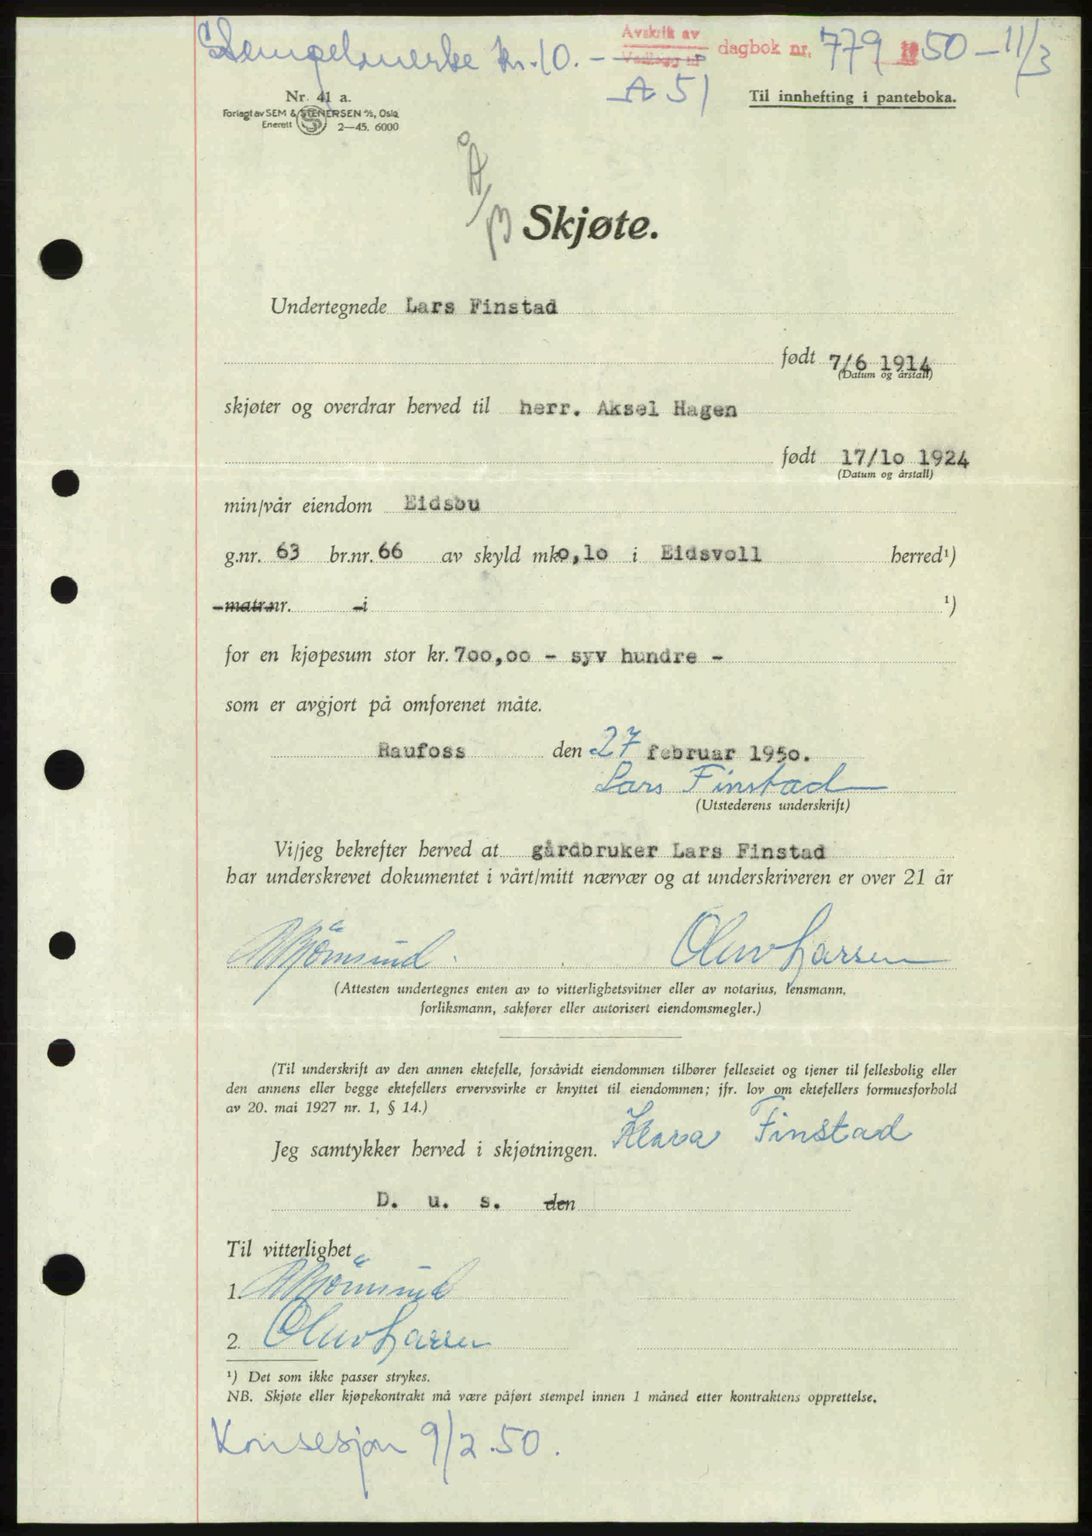 Stempelmerke kr. 10. –
Avskrift av
Vedlegg til
dagbok nr. 779 1950 – 11/3
A 51
Til innhefting i panteboka.
Nr. 41 a.
Forlagt av SEM & STENERSEN A/S, Oslo
Enerett 2—45. 6000
Skjøte.
Undertegnede Lars Finstad
født 7/6 1914
(Datum og årstall)
skjøter og overdrar herved til herr. Aksel Hagen
født 17/10 1924
(Datum og årstall)
min/vår eiendom Eidsbu
g.nr. 63 br.nr. 66 av skyld mk 0,10 i Eidsvoll herred¹)
matr.nr. i ¹)
for en kjøpesum stor kr. 700,00 - syv hundre -
som er avgjort på omforenet måte.
Raufoss den 27 februar 1950.
Lars Finstad
(Utstederens underskrift)
Vi/jeg bekrefter herved at gårdbruker Lars Finstad
har underskrevet dokumentet i vårt/mitt nærvær og at underskriveren er over 21 år
Oluv Larsen
(Attesten undertegnes enten av to vitterlighetsvitner eller av notarius, lensmann,
forliksmann, sakfører eller autorisert eiendomsmegler.)
(Til underskrift av den annen ektefelle, forsåvidt eiendommen tilhører felleseiet og tjener til fellesbolig eller
den annens eller begge ektefellers ervervsvirke er knyttet til eiendommen; jfr. lov om ektefellers formuesforhold
av 20. mai 1927 nr. 1, § 14.)
Jeg samtykker herved i skjøtningen. Klara Finstad
D. u. s. den
Til vitterlighet
1.
2. Oluv Larsen
¹) Det som ikke passer strykes.
NB. Skjøte eller kjøpekontrakt må være påført stempel innen 1 måned etter kontraktens opprettelse.
Konsesjon 9/2.50.